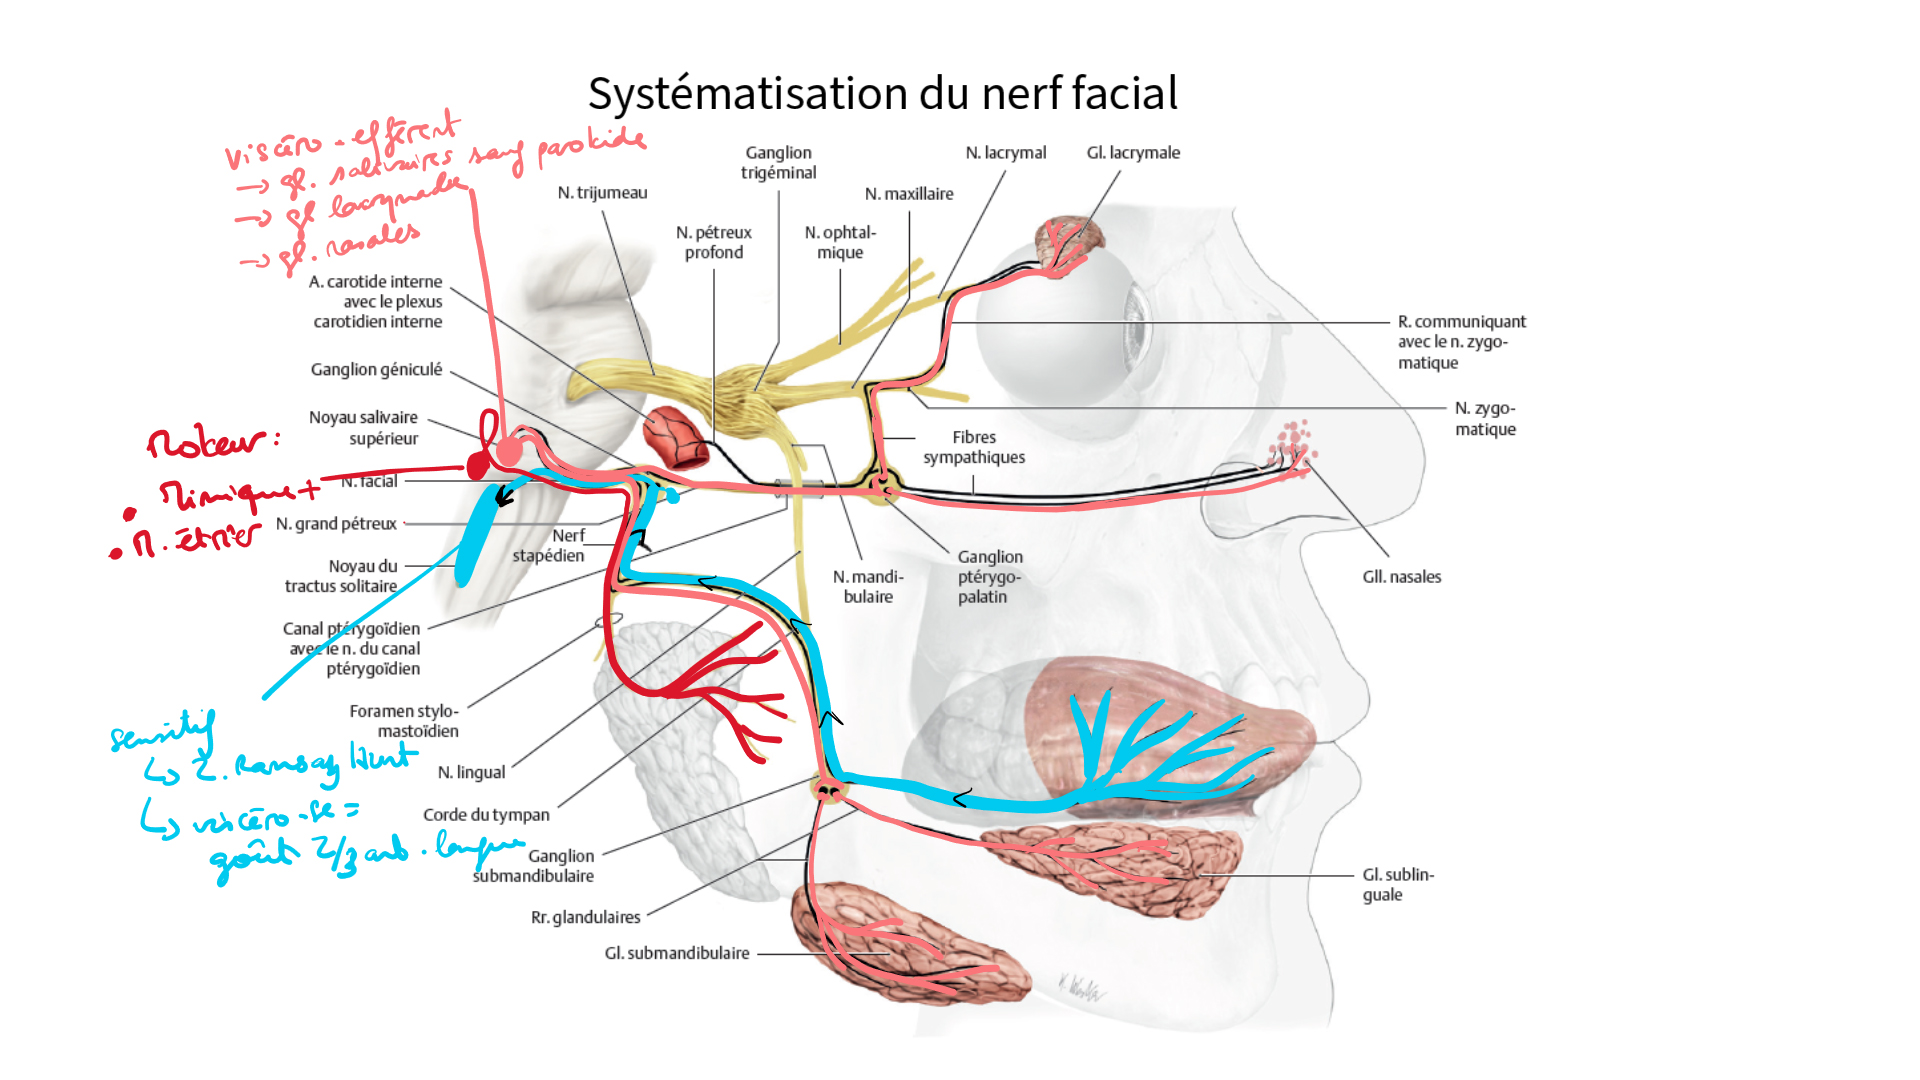 Systématisation du nerf facial
viscéro-efférent
→ gl. salivaires sauf parotide
→ gl lacrymales
→ gl. nasales
Ganglion
trigéminal
N. lacrymal
Gl. lacrymale
N. trijumeau
N. maxillaire
N. pétreux
profond
N. ophtal-
mique
A. carotide interne
avec le plexus
carotidien interne
R. communiquant
avec le n. zygo-
matique
Ganglion géniculé
Noyau salivaire
supérieur
N. zygo-
matique
Fibres
sympathiques
Moteur :
• Mimique +
• M. étrier
N. facial
N. grand pétreux
Nerf
stapédien
Noyau du
tractus solitaire
N. mandi-
bulaire
Ganglion
ptérygo-
palatin
Gll. nasales
Canal ptérygoïdien
avec le n. du canal
ptérygoïdien
Foramen stylo-
mastoïdien
sensitif
↳ Z. Ramsay Hunt
↳ viscéro-se =
goût 2/3 ant. langue
N. lingual
Corde du tympan
Ganglion
submandibulaire
Rr. glandulaires
Gl. submandibulaire
Gl. sublin-
guale